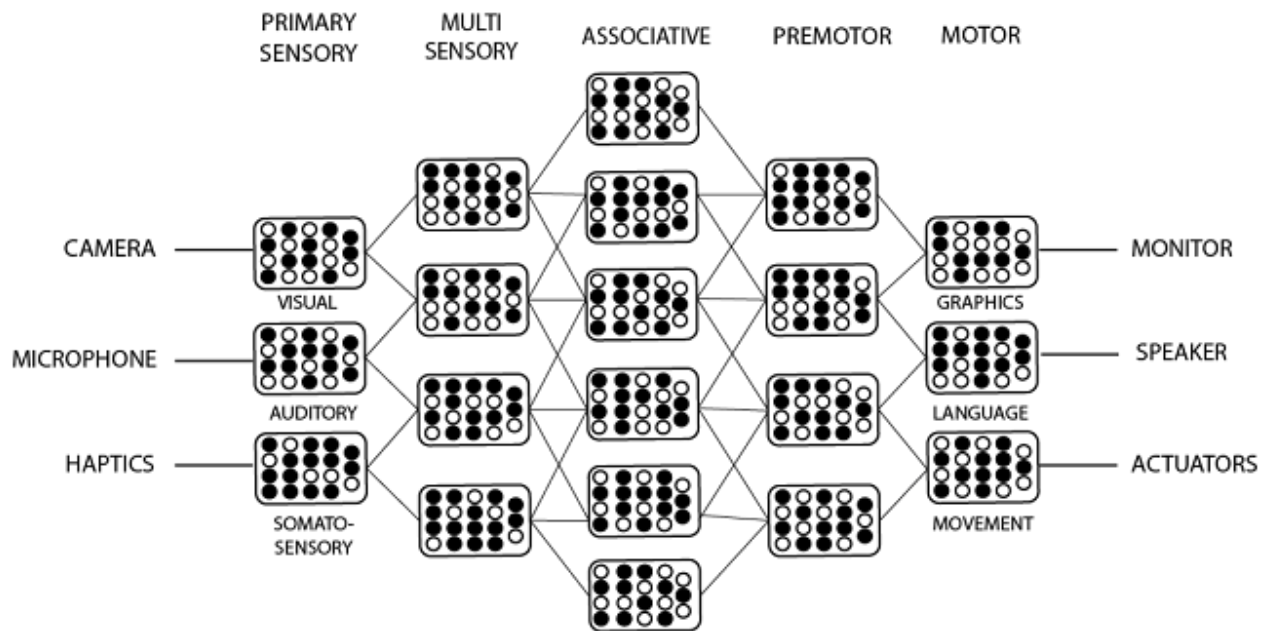 PRIMARY
SENSORY
MULTI
SENSORY
ASSOCIATIVE
PREMOTOR
MOTOR
CAMERA
VISUAL
MICROPHONE
AUDITORY
HAPTICS
SOMATO-
SENSORY
MONITOR
GRAPHICS
SPEAKER
LANGUAGE
ACTUATORS
MOVEMENT